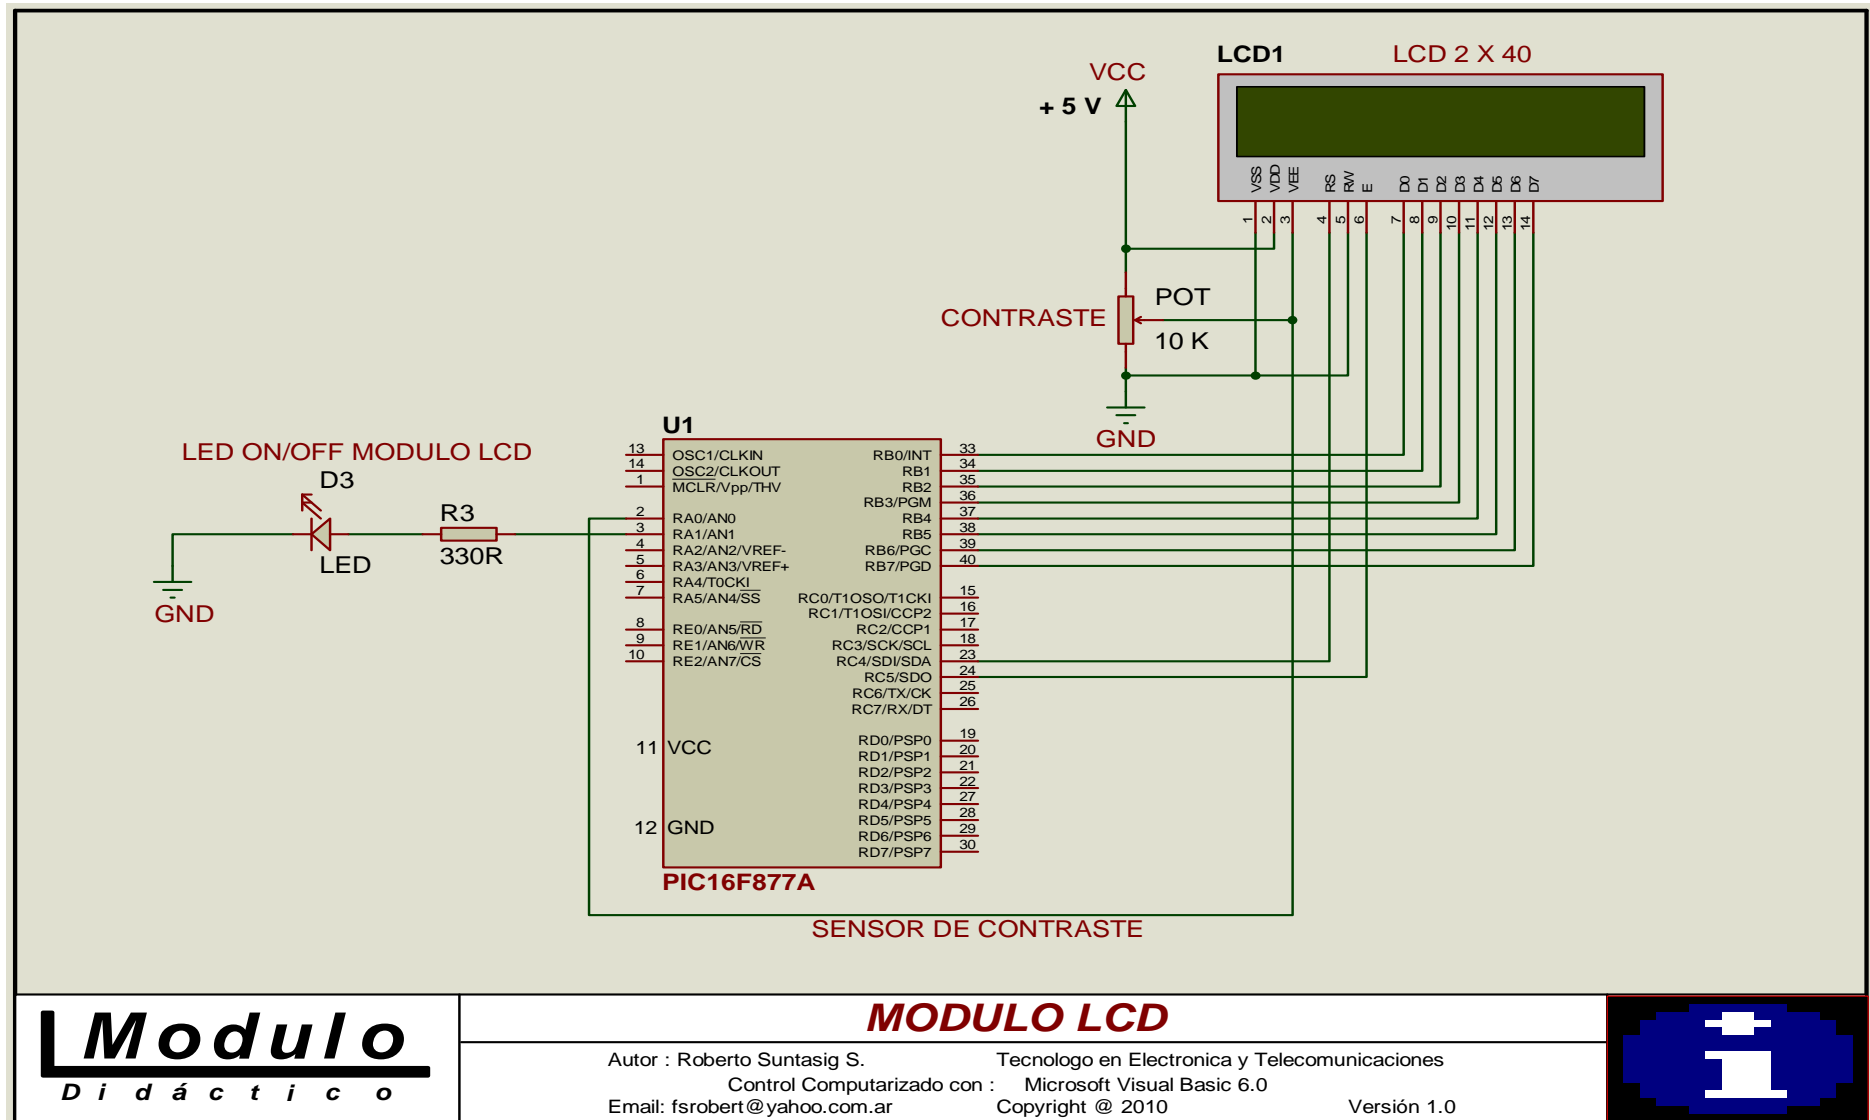 LCD1 LCD 2 X 40
VCC
+ 5 V
VSS VDD VEE RS RW E D0 D1 D2 D3 D4 D5 D6 D7
1 2 3 4 5 6 7 8 9 10 11 12 13 14
POT
CONTRASTE
10 K
GND
LED ON/OFF MODULO LCD
D3
LED
R3
330R
GND
U1
13 OSC1/CLKIN
14 OSC2/CLKOUT
1 MCLR/Vpp/THV
2 RA0/AN0
3 RA1/AN1
4 RA2/AN2/VREF-
5 RA3/AN3/VREF+
6 RA4/T0CKI
7 RA5/AN4/SS
8 RE0/AN5/RD
9 RE1/AN6/WR
10 RE2/AN7/CS
11 VCC
12 GND
RB0/INT 33
RB1 34
RB2 35
RB3/PGM 36
RB4 37
RB5 38
RB6/PGC 39
RB7/PGD 40
RC0/T1OSO/T1CKI 15
RC1/T1OSI/CCP2 16
RC2/CCP1 17
RC3/SCK/SCL 18
RC4/SDI/SDA 23
RC5/SDO 24
RC6/TX/CK 25
RC7/RX/DT 26
RD0/PSP0 19
RD1/PSP1 20
RD2/PSP2 21
RD3/PSP3 22
RD4/PSP4 27
RD5/PSP5 28
RD6/PSP6 29
RD7/PSP7 30
PIC16F877A
SENSOR DE CONTRASTE
Modulo
Didáctico
MODULO LCD
Autor : Roberto Suntasig S. Tecnologo en Electronica y Telecomunicaciones
Control Computarizado con : Microsoft Visual Basic 6.0
Email: fsrobert@yahoo.com.ar Copyright @ 2010 Versión 1.0
i